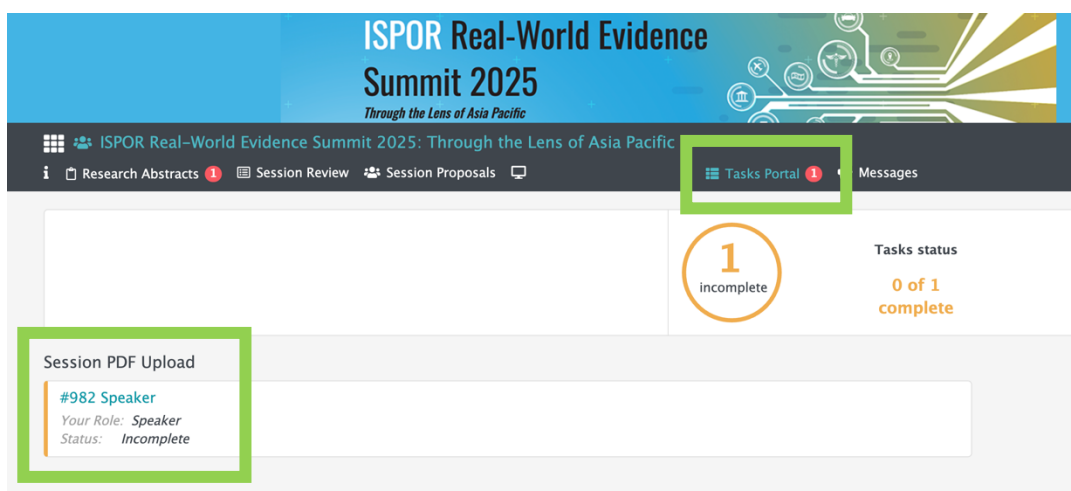 ISPOR Real-World Evidence
Summit 2025
Through the Lens of Asia Pacific
ISPOR Real-World Evidence Summit 2025: Through the Lens of Asia Pacific
i Research Abstracts 1 Session Review Session Proposals Tasks Portal 1 Messages
1
incomplete
Tasks status
0 of 1
complete
Session PDF Upload
#982 Speaker
Your Role: Speaker
Status: Incomplete